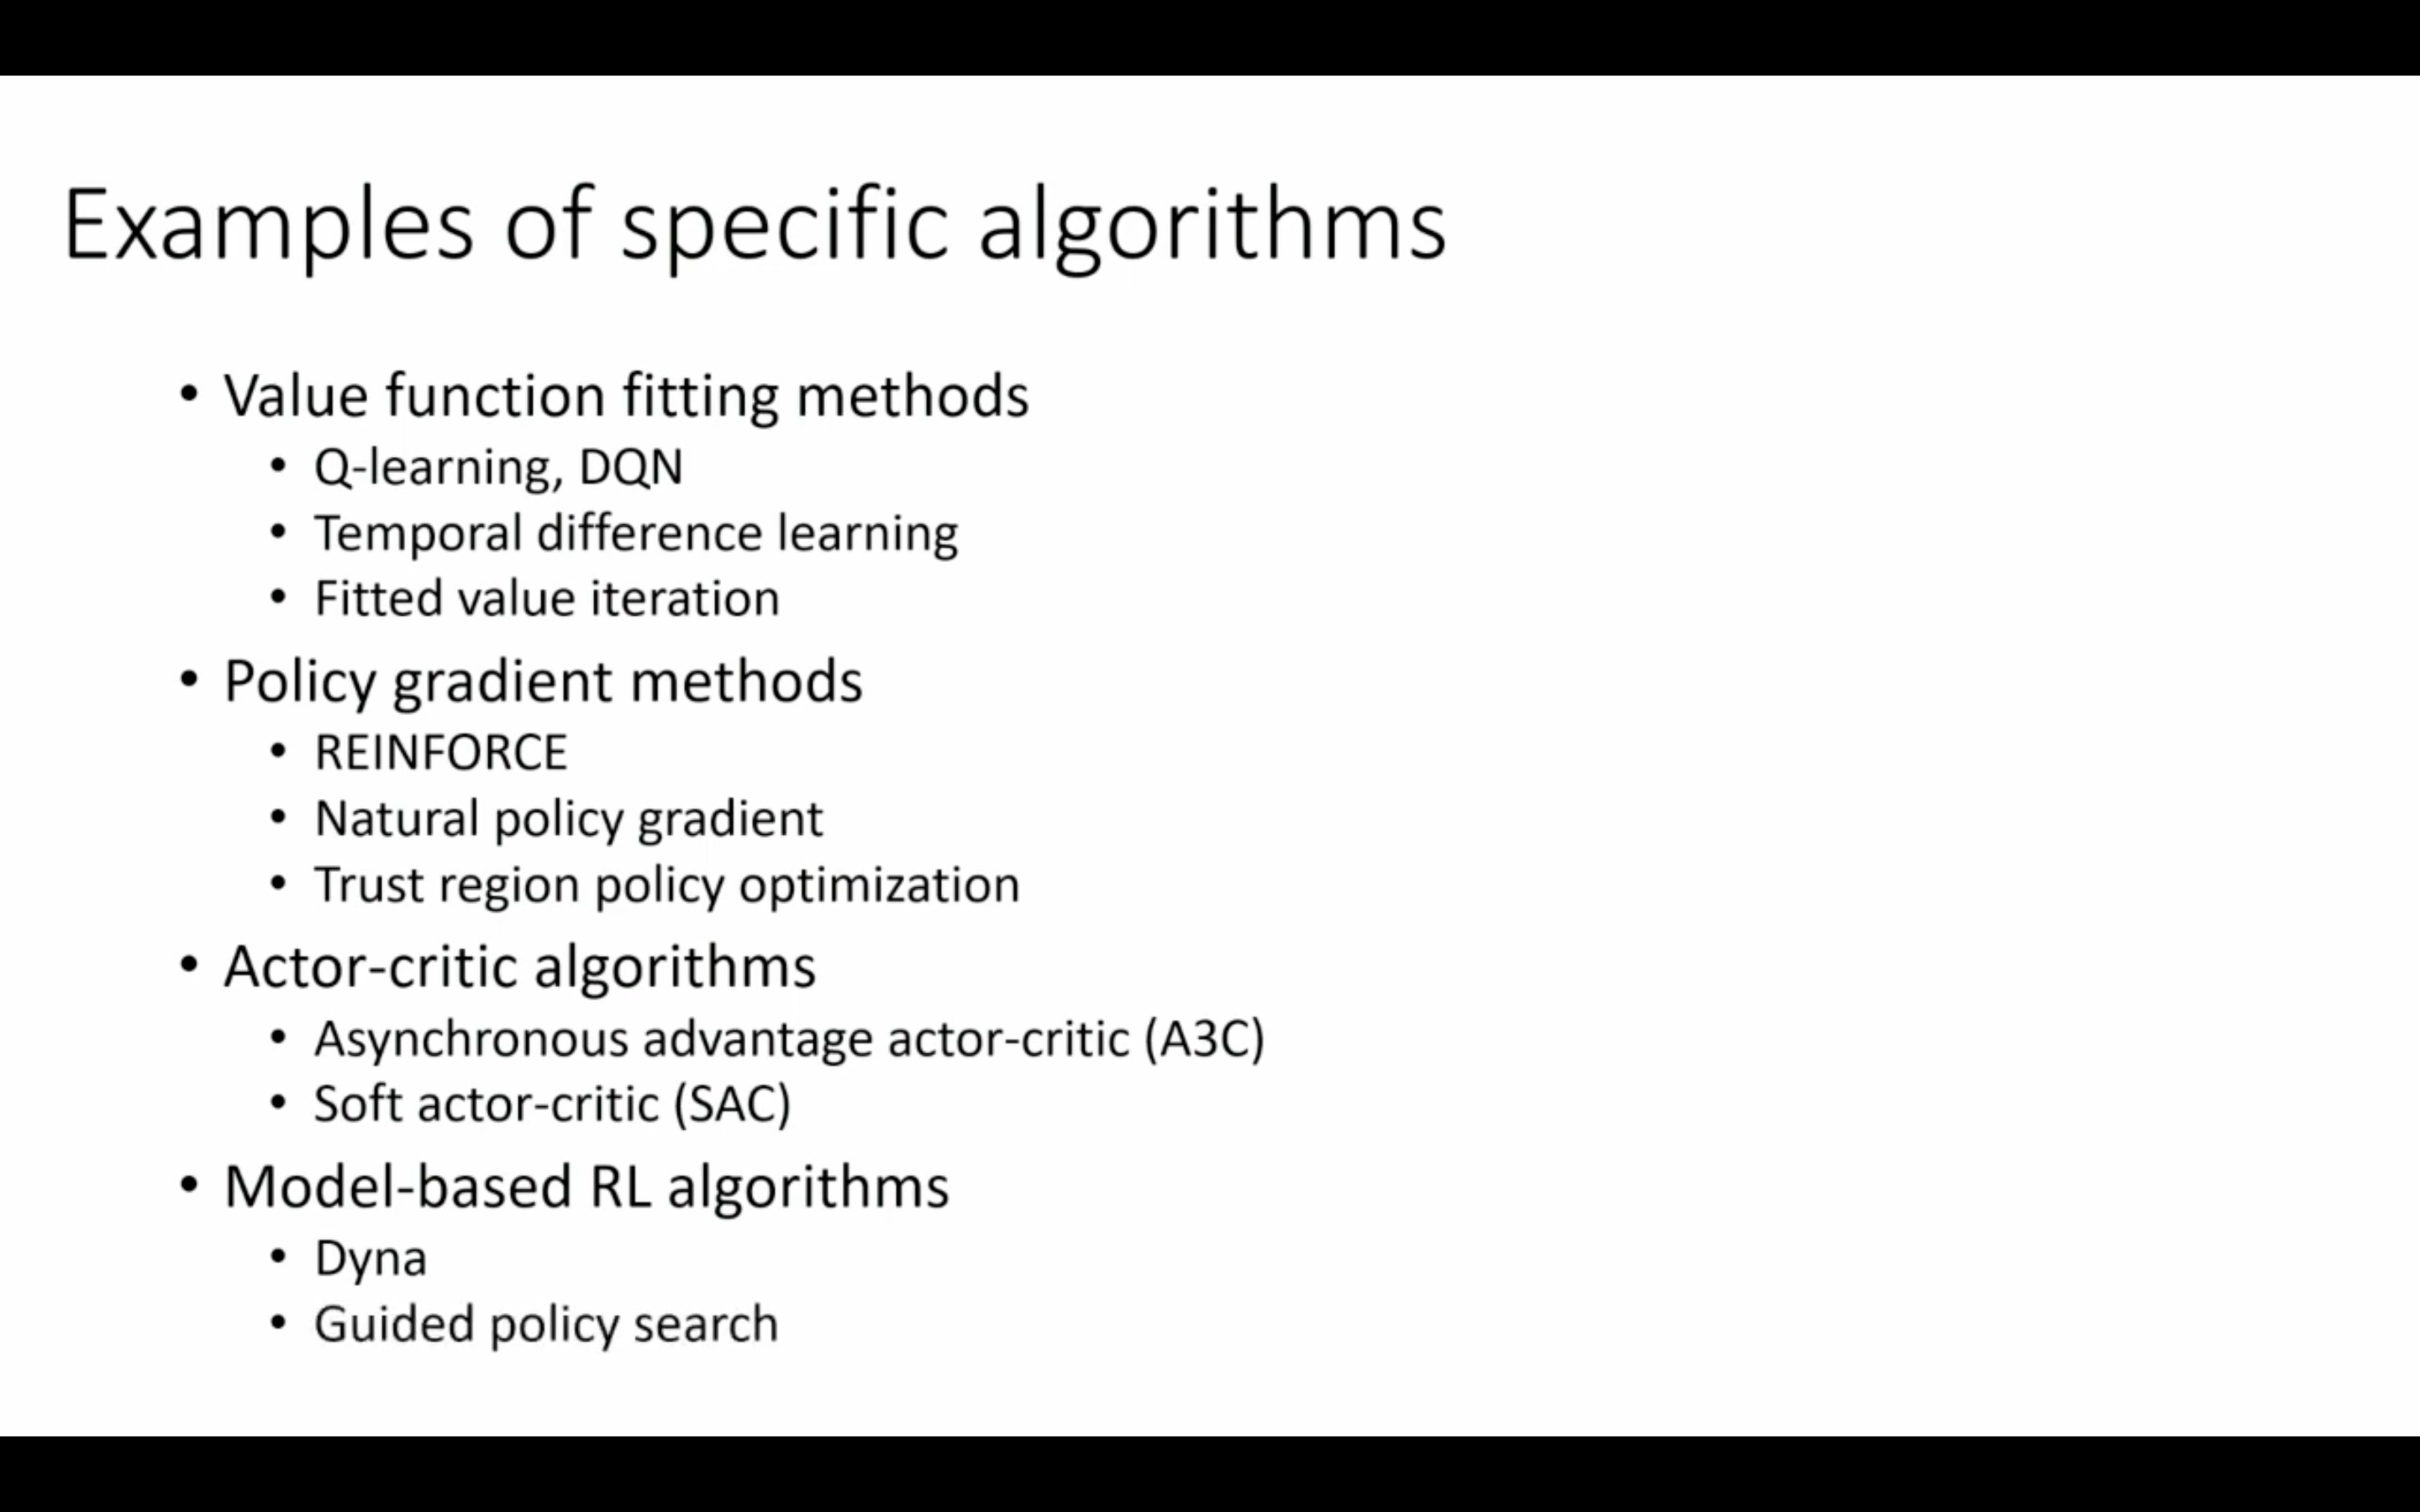 Examples of specific algorithms
• Value function fitting methods
• Q-learning, DQN
• Temporal difference learning
• Fitted value iteration
• Policy gradient methods
• REINFORCE
• Natural policy gradient
• Trust region policy optimization
• Actor-critic algorithms
• Asynchronous advantage actor-critic (A3C)
• Soft actor-critic (SAC)
• Model-based RL algorithms
• Dyna
• Guided policy search